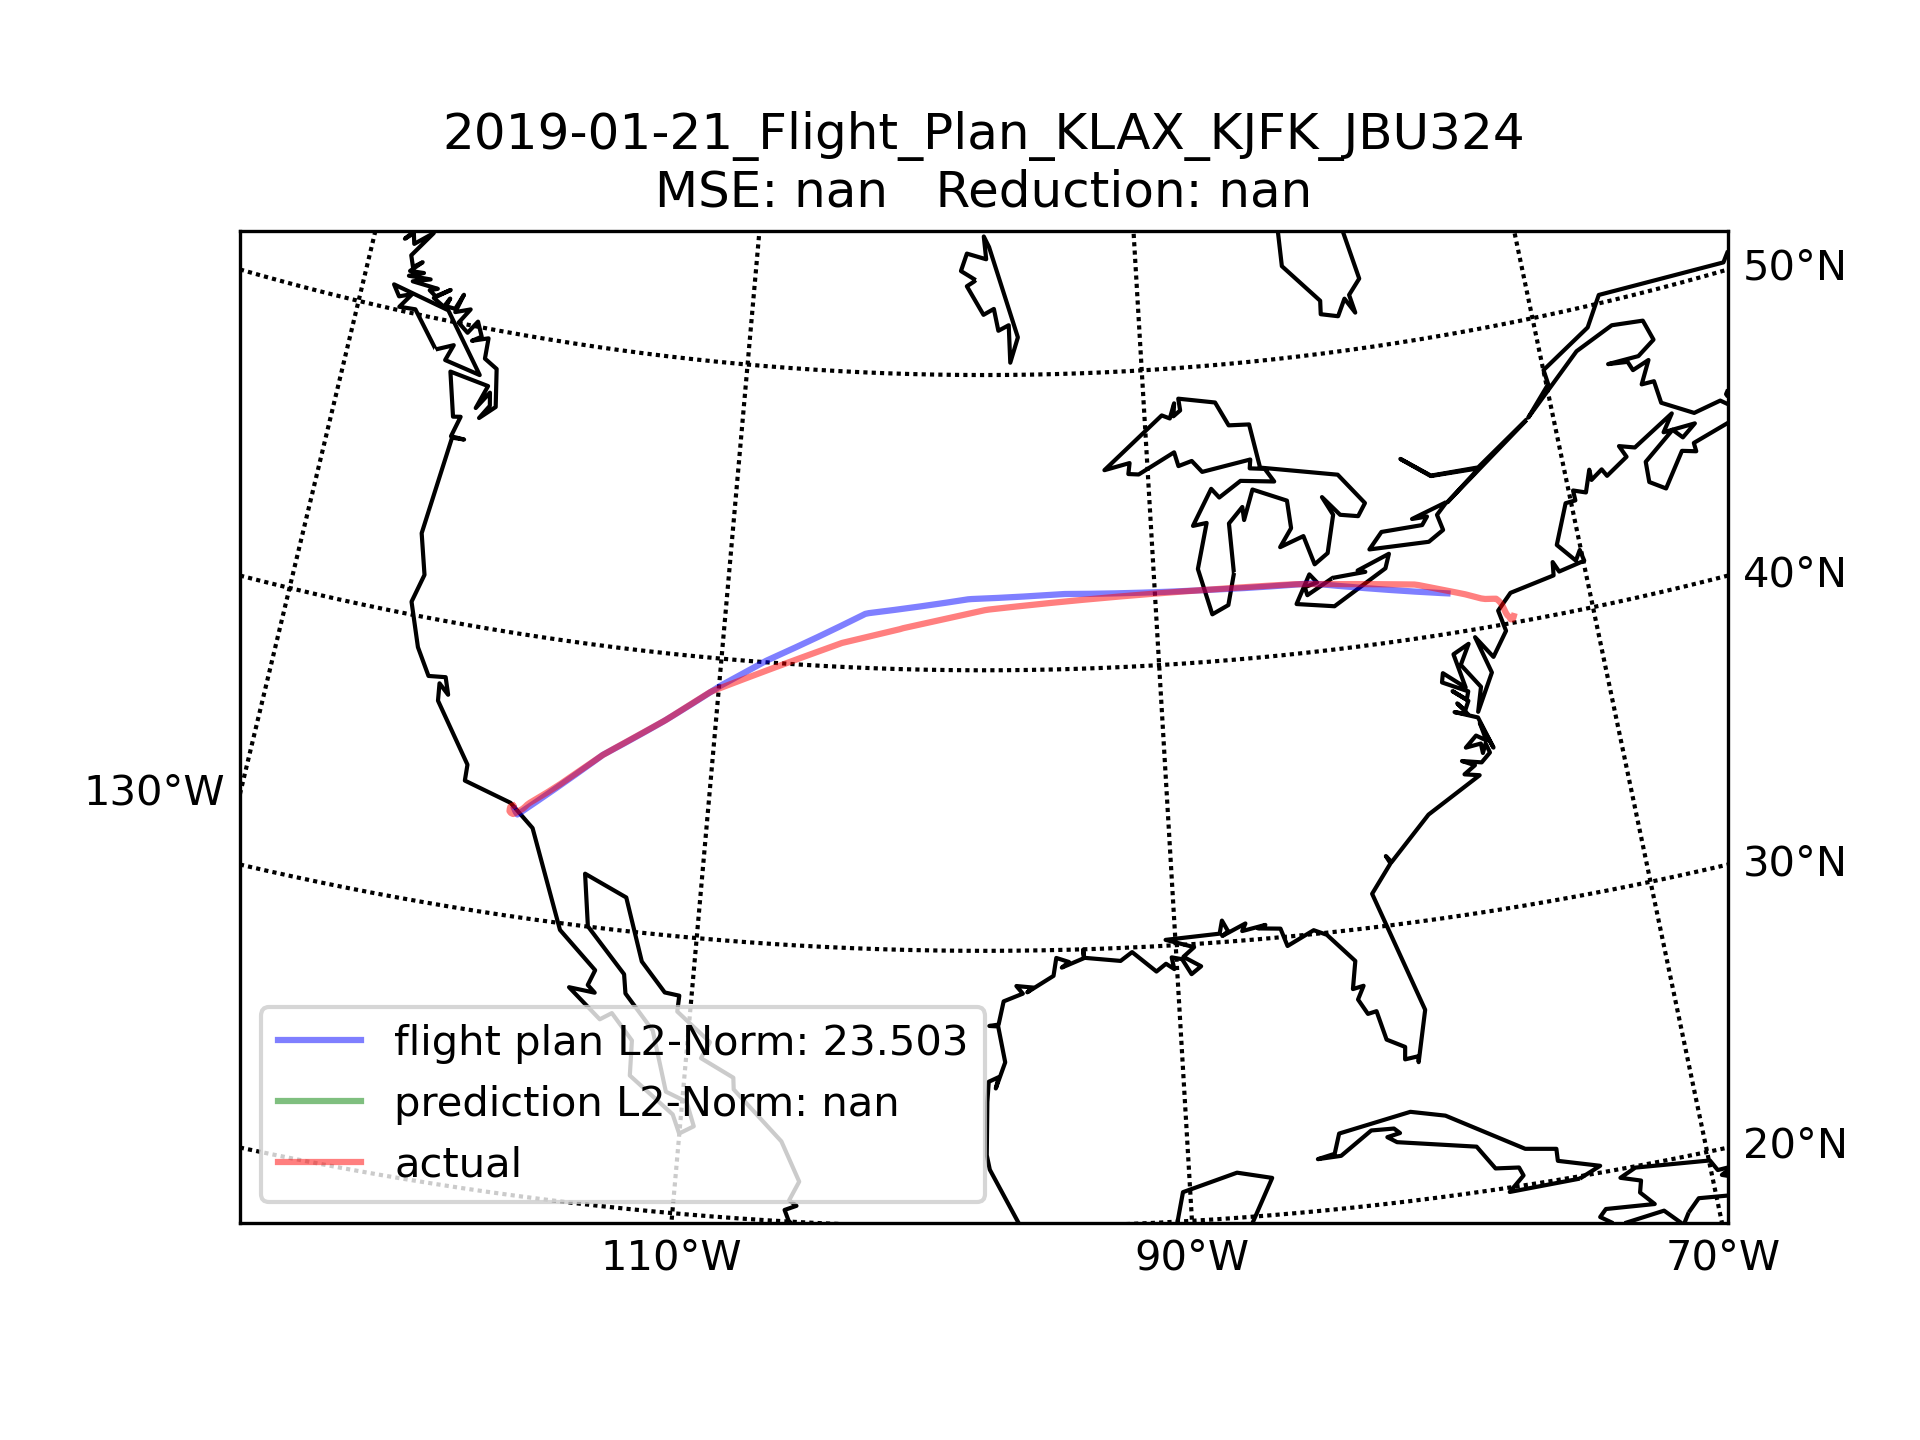 2019-01-21_Flight_Plan_KLAX_KJFK_JBU324
MSE: nan   Reduction: nan
50°N
40°N
130°W
30°N
flight plan L2-Norm: 23.503
prediction L2-Norm: nan
actual
20°N
110°W
90°W
70°W